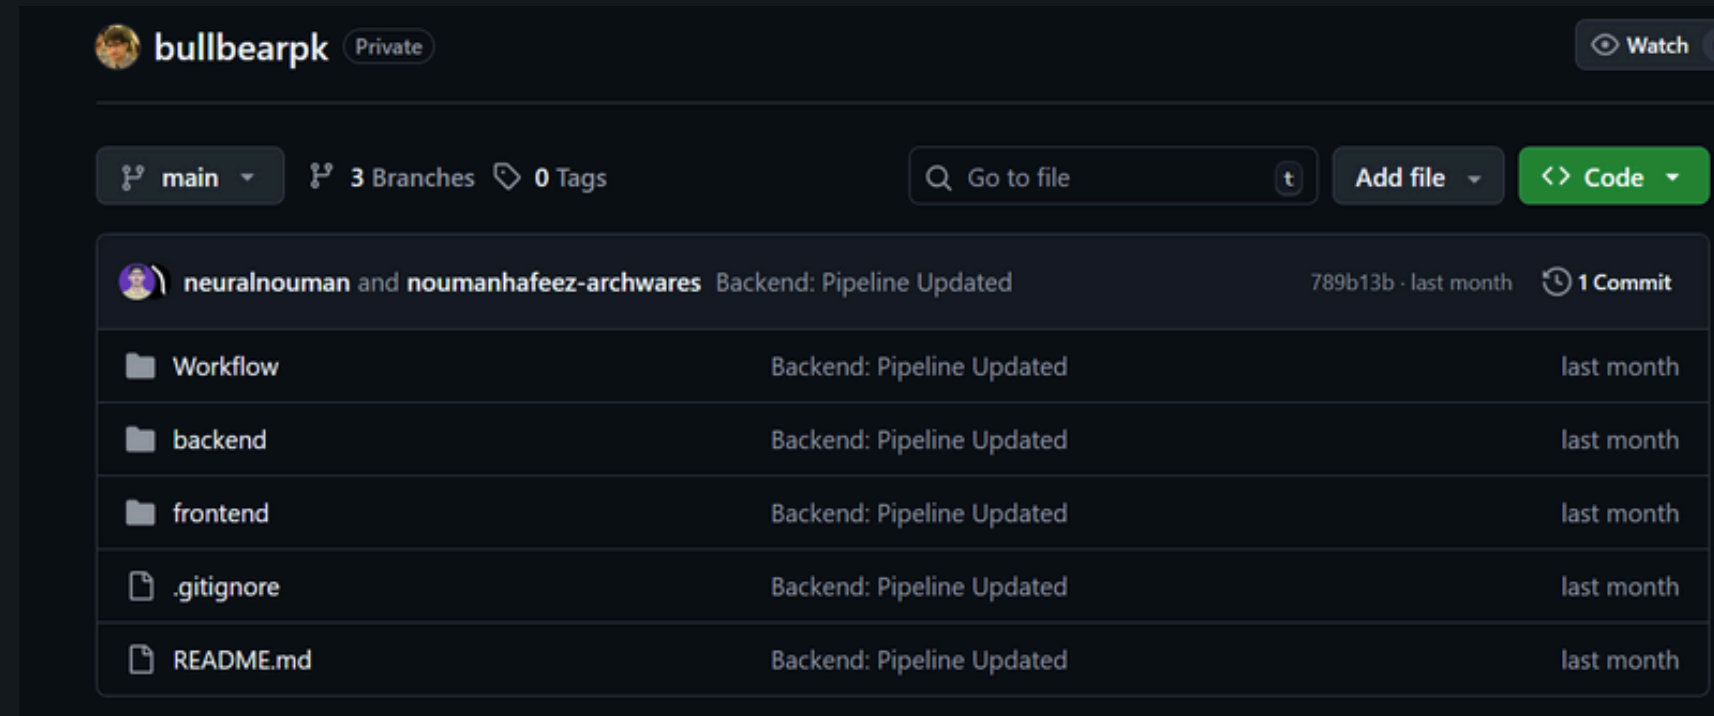 bullbearpk Private Watch
main 3 Branches 0 Tags Go to file t Add file Code
neuralnouman and noumanhafeez-archwares Backend: Pipeline Updated 789b13b · last month 1 Commit
Workflow Backend: Pipeline Updated last month
backend Backend: Pipeline Updated last month
frontend Backend: Pipeline Updated last month
.gitignore Backend: Pipeline Updated last month
README.md Backend: Pipeline Updated last month